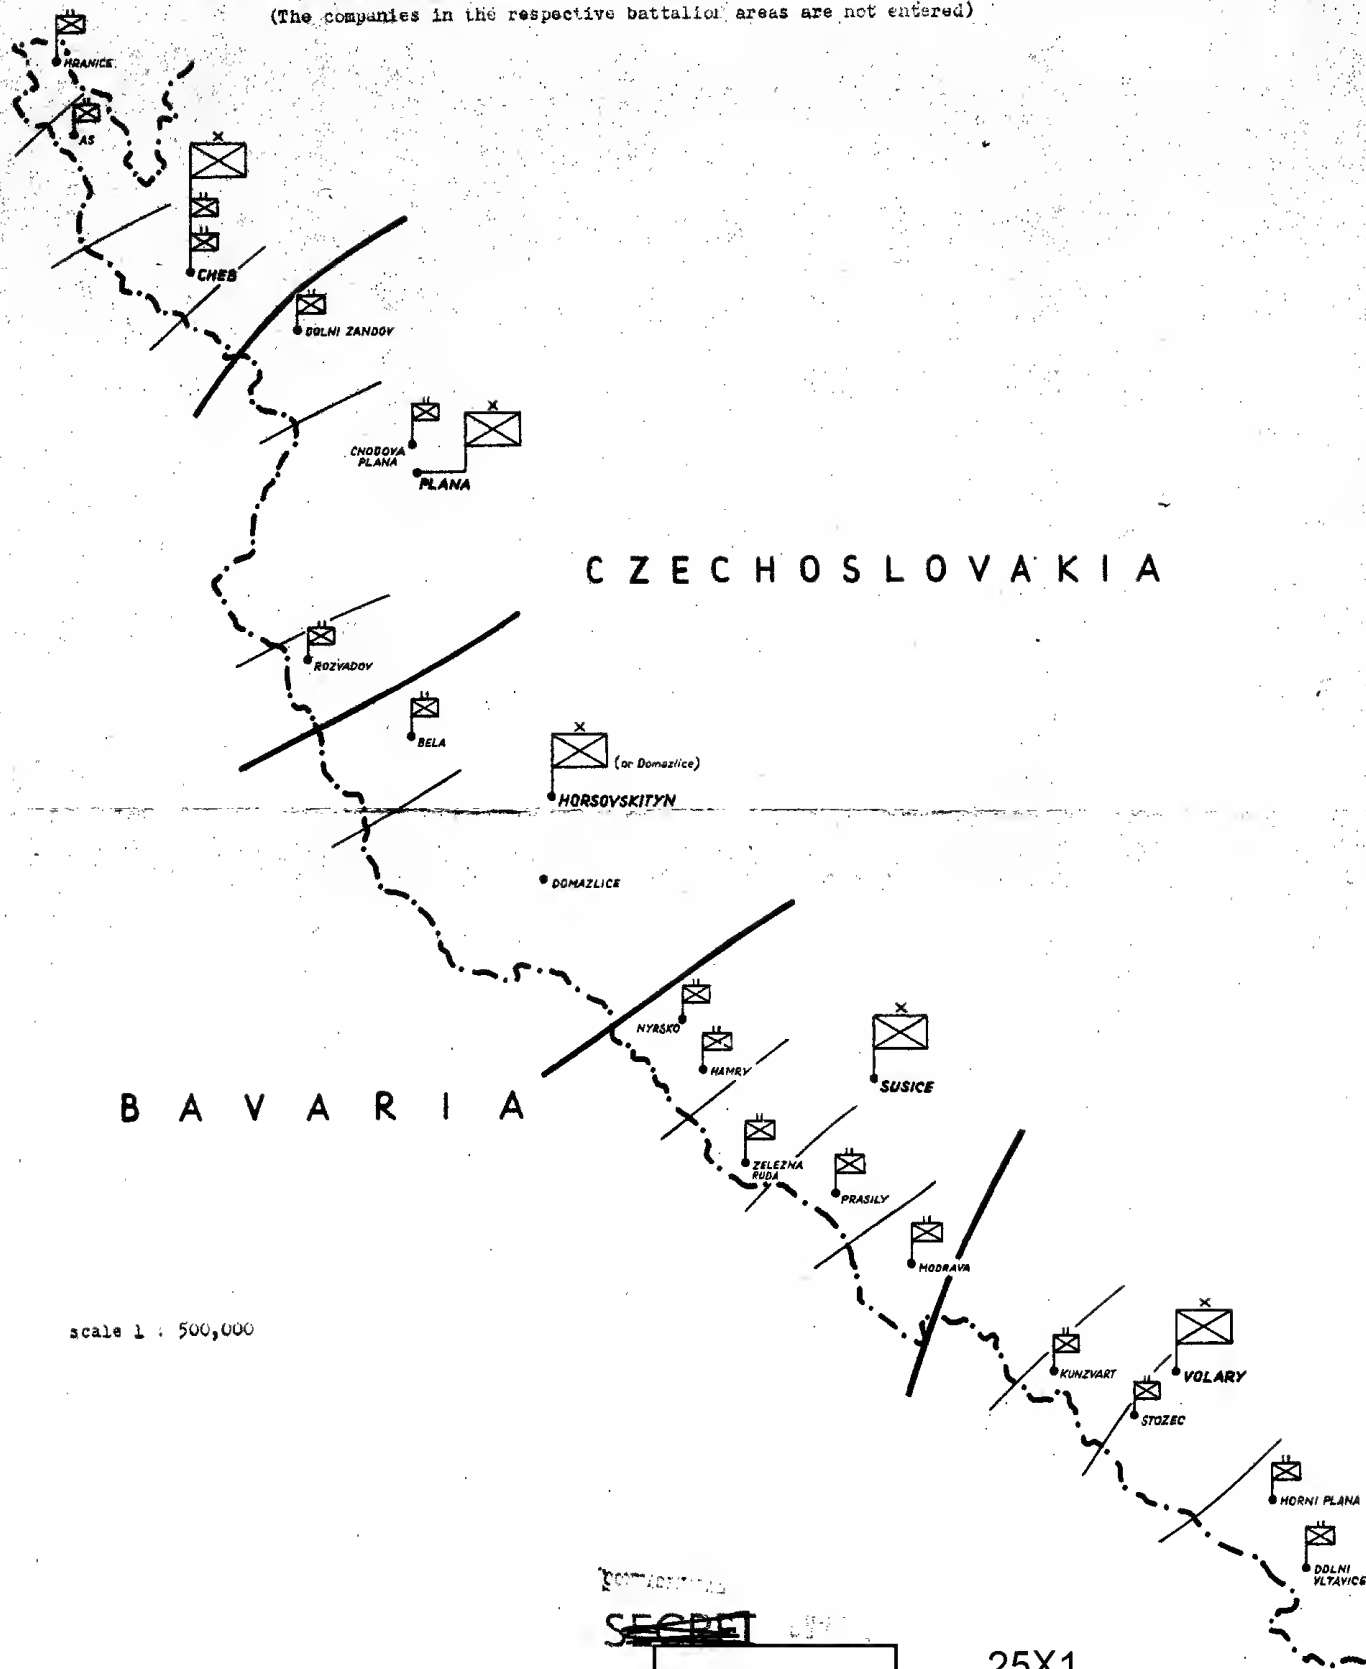 (The companies in the respective battalion areas are not entered)
HRANICE
AS
CHEB
DOLNI ZANDOV
CHODOVA
PLANA
PLANA
CZECHOSLOVAKIA
ROZVADOV
BELA
(or Domazlice)
HORSOVSKITYN
DOMAZLICE
NYRSKO
HAMRY
SUSICE
BAVARIA
ZELEZNA
RUDA
PRASILY
MODRAVA
scale 1 : 500,000
KUNZVART
VOLARY
STOZEC
HORNI PLANA
DOLNI
VLTAVICE
SECRET
25X1